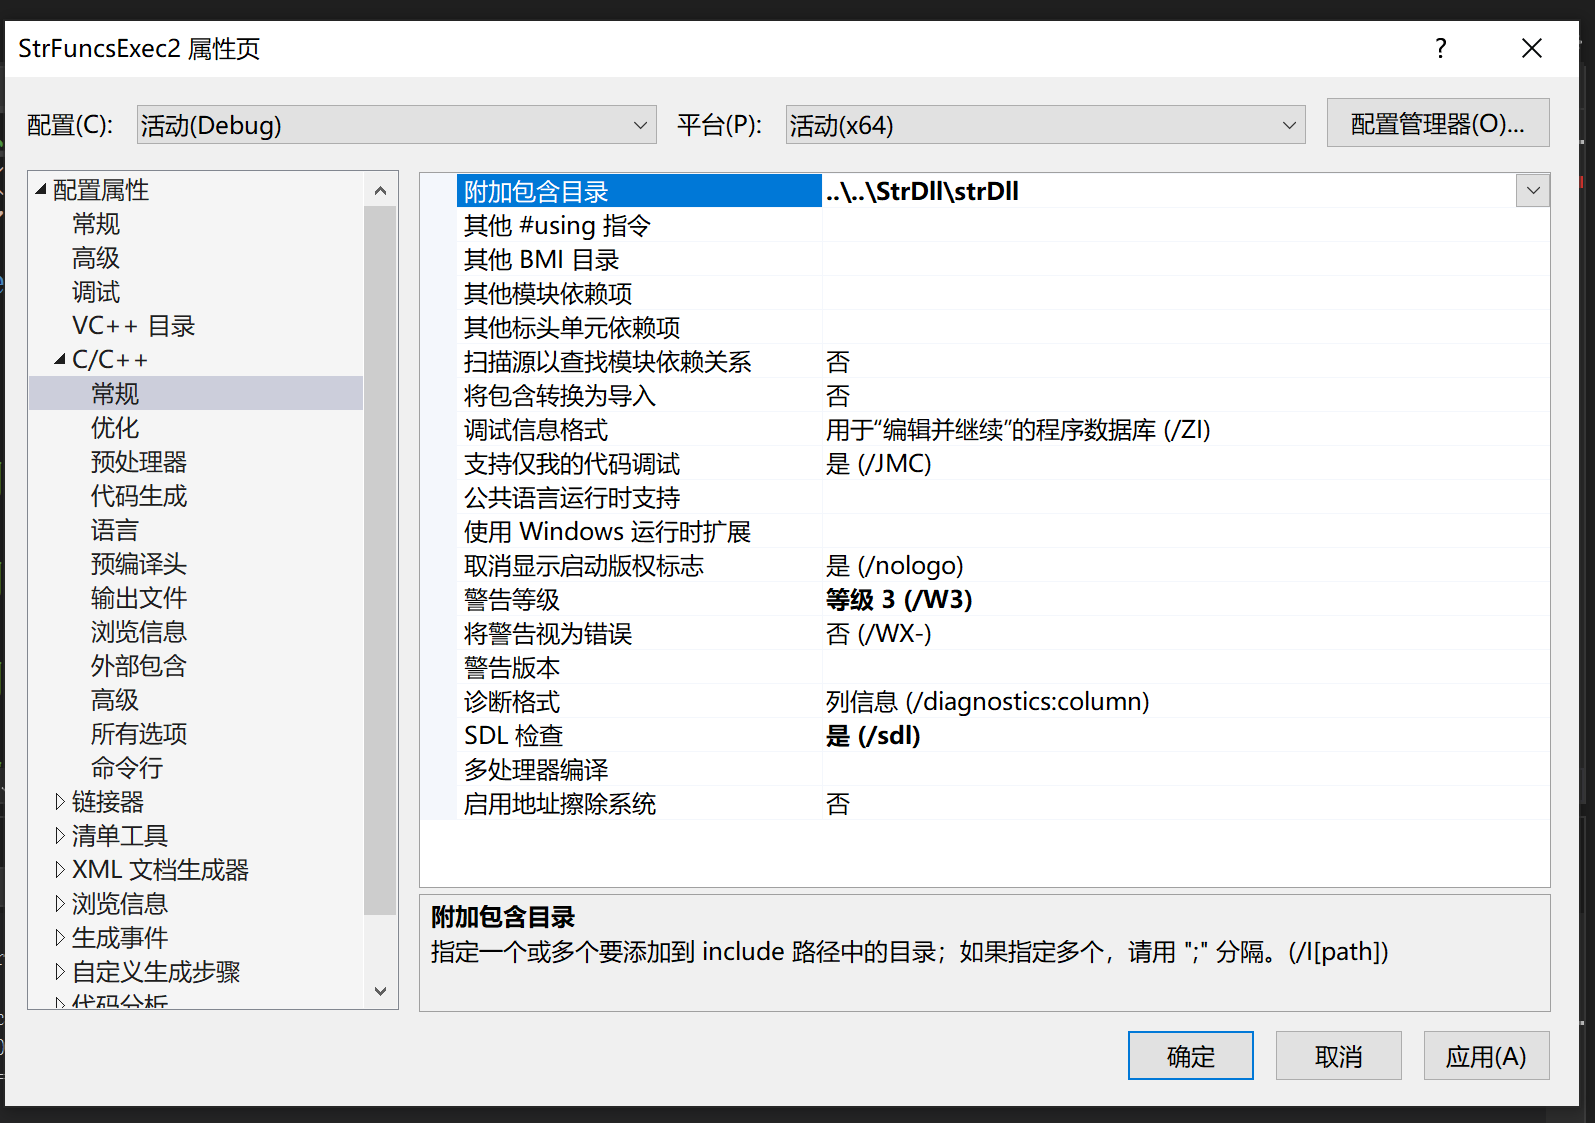 StrFuncsExec2 属性页
?
配置(C):
活动(Debug)
平台(P):
活动(x64)
配置管理器(O)...
配置属性
常规
高级
调试
VC++ 目录
C/C++
常规
优化
预处理器
代码生成
语言
预编译头
输出文件
浏览信息
外部包含
高级
所有选项
命令行
链接器
清单工具
XML 文档生成器
浏览信息
生成事件
自定义生成步骤
代码分析
附加包含目录 ..\..\StrDll\strDll
其他 #using 指令
其他 BMI 目录
其他模块依赖项
其他标头单元依赖项
扫描源以查找模块依赖关系 否
将包含转换为导入 否
调试信息格式 用于“编辑并继续”的程序数据库 (/ZI)
支持仅我的代码调试 是 (/JMC)
公共语言运行时支持
使用 Windows 运行时扩展
取消显示启动版权标志 是 (/nologo)
警告等级 等级 3 (/W3)
将警告视为错误 否 (/WX-)
警告版本
诊断格式 列信息 (/diagnostics:column)
SDL 检查 是 (/sdl)
多处理器编译
启用地址擦除系统 否
附加包含目录
指定一个或多个要添加到 include 路径中的目录；如果指定多个，请用 ";" 分隔。(/I[path])
确定
取消
应用(A)